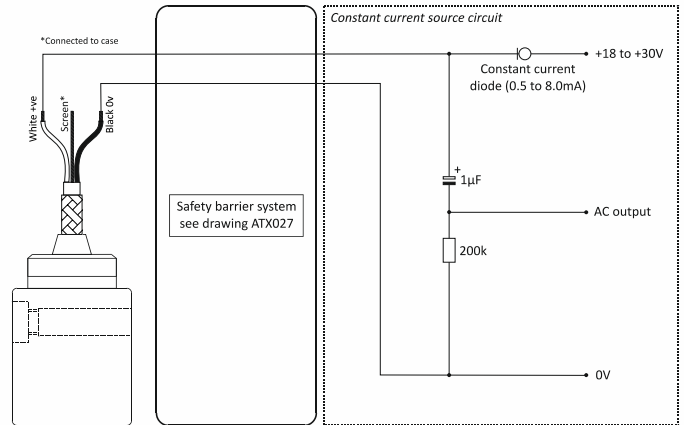 Constant current source circuit
*Connected to case
+18 to +30V
Constant current
diode (0.5 to 8.0mA)
White +ve
Screen*
Black 0v
+
1µF
Safety barrier system
see drawing ATX027
AC output
200k
0V